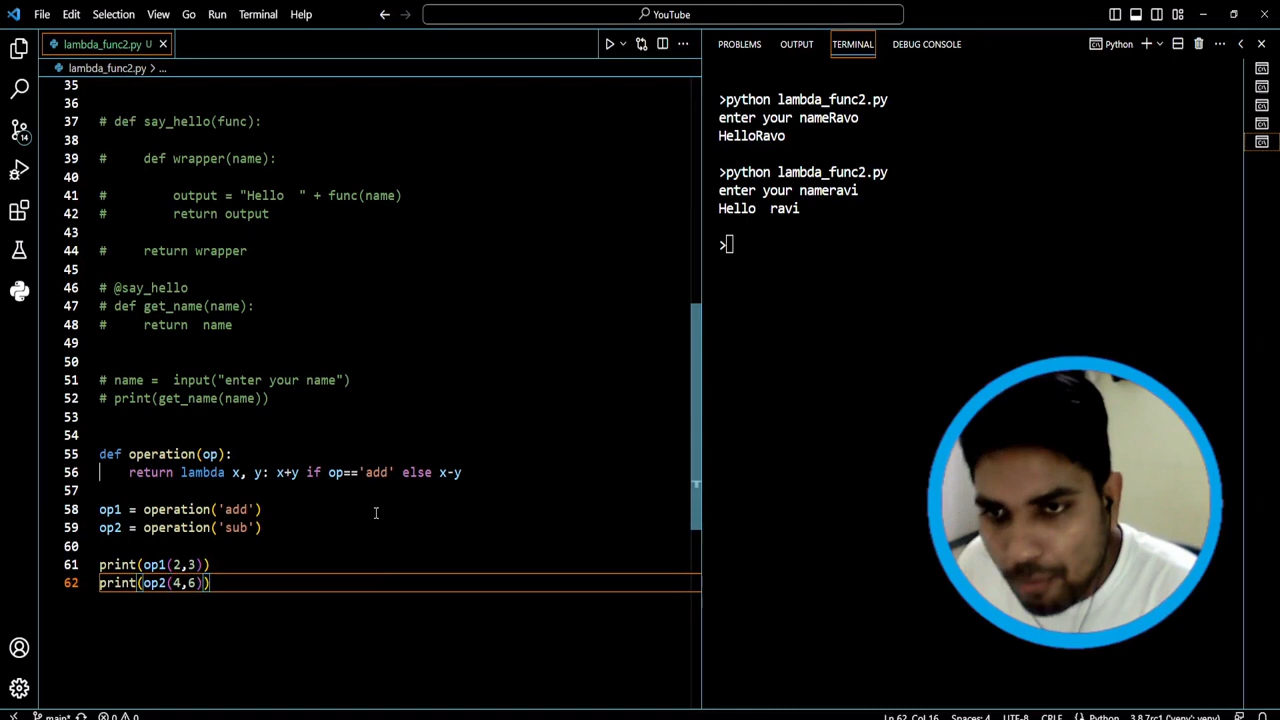 File Edit Selection View Go Run Terminal Help
YouTube
lambda_func2.py U
PROBLEMS OUTPUT TERMINAL DEBUG CONSOLE
Python
lambda_func2.py > ...
35
36
37 # def say_hello(func):
38
39 # def wrapper(name):
40
41 # output = "Hello  " + func(name)
42 # return output
43
44 # return wrapper
45
46 # @say_hello
47 # def get_name(name):
48 # return  name
49
50
51 # name =  input("enter your name")
52 # print(get_name(name))
53
54
55 def operation(op):
56 return lambda x, y: x+y if op=='add' else x-y
57
58 op1 = operation('add')
59 op2 = operation('sub')
60
61 print(op1(2,3))
62 print(op2(4,6))
>python lambda_func2.py
enter your nameRavo
HelloRavo
>python lambda_func2.py
enter your nameravi
Hello  ravi
>
14
main* 0 0
Ln 62, Col 16 Spaces: 4 UTF-8 CRLF Python 3.8.7rc1 ('venv': venv)